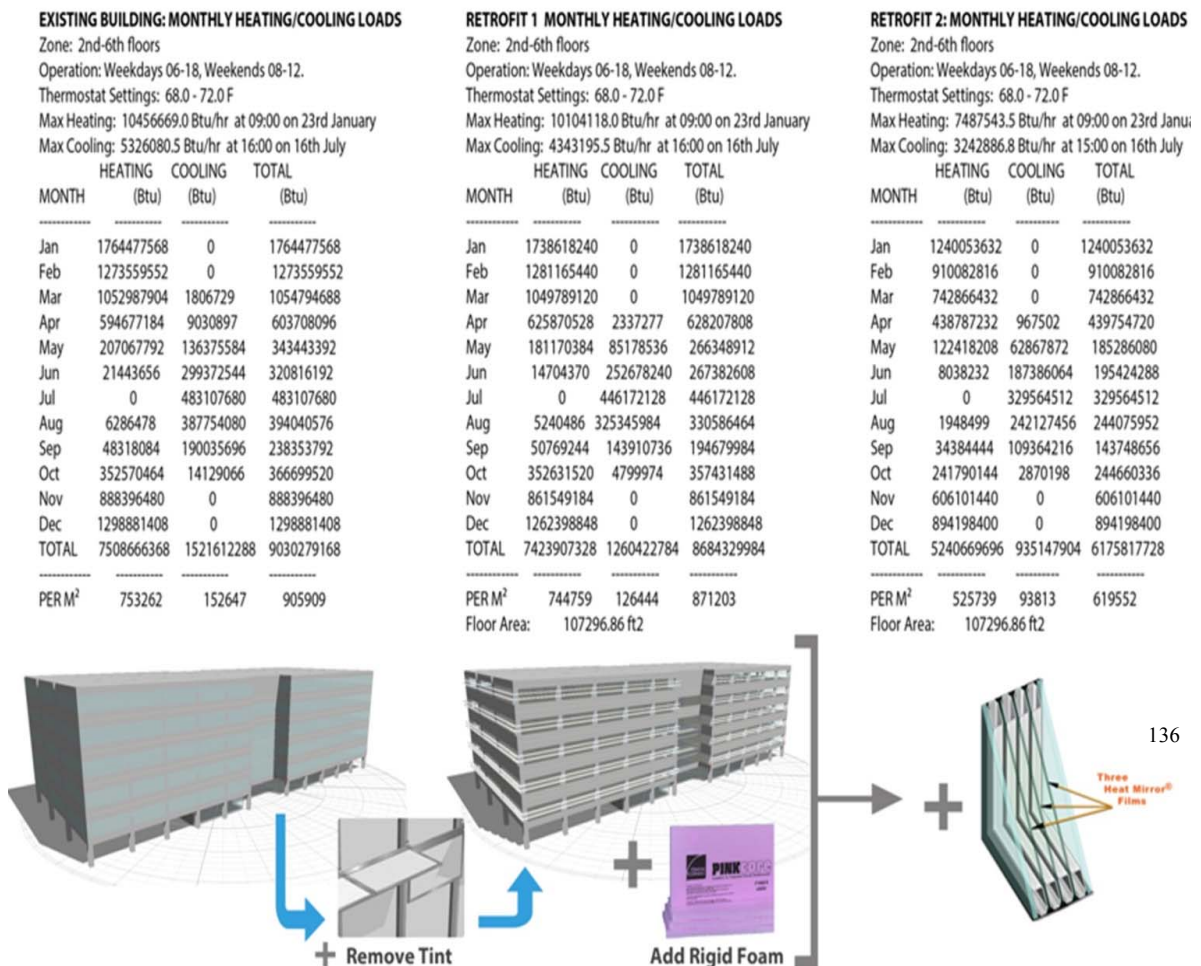 EXISTING BUILDING: MONTHLY HEATING/COOLING LOADS
Zone: 2nd-6th floors
Operation: Weekdays 06-18, Weekends 08-12.
Thermostat Settings: 68.0 - 72.0 F
Max Heating: 10456669.0 Btu/hr at 09:00 on 23rd January
Max Cooling: 5326080.5 Btu/hr at 16:00 on 16th July
HEATING COOLING TOTAL
MONTH (Btu) (Btu) (Btu)
------------ ----------- ----------- -----------
Jan 1764477568 0 1764477568
Feb 1273559552 0 1273559552
Mar 1052987904 1806729 1054794688
Apr 594677184 9030897 603708096
May 207067792 136375584 343443392
Jun 21443656 299372544 320816192
Jul 0 483107680 483107680
Aug 6286478 387754080 394040576
Sep 48318084 190035696 238353792
Oct 352570464 14129066 366699520
Nov 888396480 0 888396480
Dec 1298881408 0 1298881408
TOTAL 7508666368 1521612288 9030279168
------------ ----------- ----------- -----------
PER M² 753262 152647 905909
RETROFIT 1 MONTHLY HEATING/COOLING LOADS
Zone: 2nd-6th floors
Operation: Weekdays 06-18, Weekends 08-12.
Thermostat Settings: 68.0 - 72.0 F
Max Heating: 10104118.0 Btu/hr at 09:00 on 23rd January
Max Cooling: 4343195.5 Btu/hr at 16:00 on 16th July
HEATING COOLING TOTAL
MONTH (Btu) (Btu) (Btu)
------------ ----------- ----------- -----------
Jan 1738618240 0 1738618240
Feb 1281165440 0 1281165440
Mar 1049789120 0 1049789120
Apr 625870528 2337277 628207808
May 181170384 85178536 266348912
Jun 14704370 252678240 267382608
Jul 0 446172128 446172128
Aug 5240486 325345984 330586464
Sep 50769244 143910736 194679984
Oct 352631520 4799974 357431488
Nov 861549184 0 861549184
Dec 1262398848 0 1262398848
TOTAL 7423907328 1260422784 8684329984
------------ ----------- ----------- -----------
PER M² 744759 126444 871203
Floor Area: 107296.86 ft2
RETROFIT 2: MONTHLY HEATING/COOLING LOADS
Zone: 2nd-6th floors
Operation: Weekdays 06-18, Weekends 08-12.
Thermostat Settings: 68.0 - 72.0 F
Max Heating: 7487543.5 Btu/hr at 09:00 on 23rd Janua
Max Cooling: 3242886.8 Btu/hr at 15:00 on 16th July
HEATING COOLING TOTAL
MONTH (Btu) (Btu) (Btu)
------------ ----------- ----------- -----------
Jan 1240053632 0 1240053632
Feb 910082816 0 910082816
Mar 742866432 0 742866432
Apr 438787232 967502 439754720
May 122418208 62867872 185286080
Jun 8038232 187386064 195424288
Jul 0 329564512 329564512
Aug 1948499 242127456 244075952
Sep 34384444 109364216 143748656
Oct 241790144 2870198 244660336
Nov 606101440 0 606101440
Dec 894198400 0 894198400
TOTAL 5240669696 935147904 6175817728
------------ ----------- ----------- -----------
PER M² 525739 93813 619552
Floor Area: 107296.86 ft2
136
Three
Heat Mirror®
Films
PINKCORE
+ Remove Tint
+
Add Rigid Foam
+